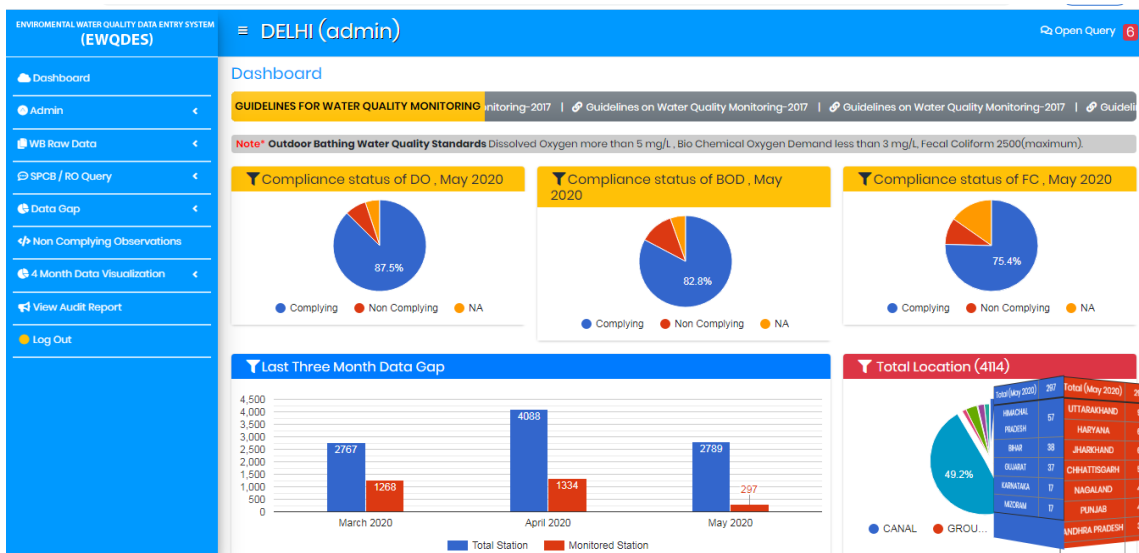 ENVIROMENTAL WATER QUALITY DATA ENTRY SYSTEM
(EWQDES)
≡ DELHI (admin)
Open Query 6
Dashboard
Admin
WB Raw Data
SPCB / RO Query
Data Gap
Non Complying Observations
4 Month Data Visualization
View Audit Report
Log Out
Dashboard
GUIDELINES FOR WATER QUALITY MONITORING nitoring-2017 | Guidelines on Water Quality Monitoring-2017 | Guidelines on Water Quality Monitoring-2017 | Guideli
Note* Outdoor Bathing Water Quality Standards Dissolved Oxygen more than 5 mg/L , Bio Chemical Oxygen Demand less than 3 mg/L, Fecal Coliform 2500(maximum).
Compliance status of DO , May 2020
87.5%
Complying Non Complying NA
Compliance status of BOD , May
2020
82.8%
Complying Non Complying NA
Compliance status of FC , May 2020
75.4%
Complying Non Complying NA
Last Three Month Data Gap
4,500
4,000
3,500
3,000
2,500
2,000
1,500
1,000
500
0
2767
1268
4088
1334
2789
297
March 2020 April 2020 May 2020
Total Station Monitored Station
Total Location (4114)
49.2%
CANAL GROU...
Total (May 2020) 297
HIMACHAL PRADESH 57
BIHAR 38
GUJARAT 37
KARNATAKA 17
MIZORAM 17
Total (May 2020)
UTTARAKHAND
HARYANA
JHARKHAND
CHHATTISGARH
NAGALAND
PUNJAB
ANDHRA PRADESH